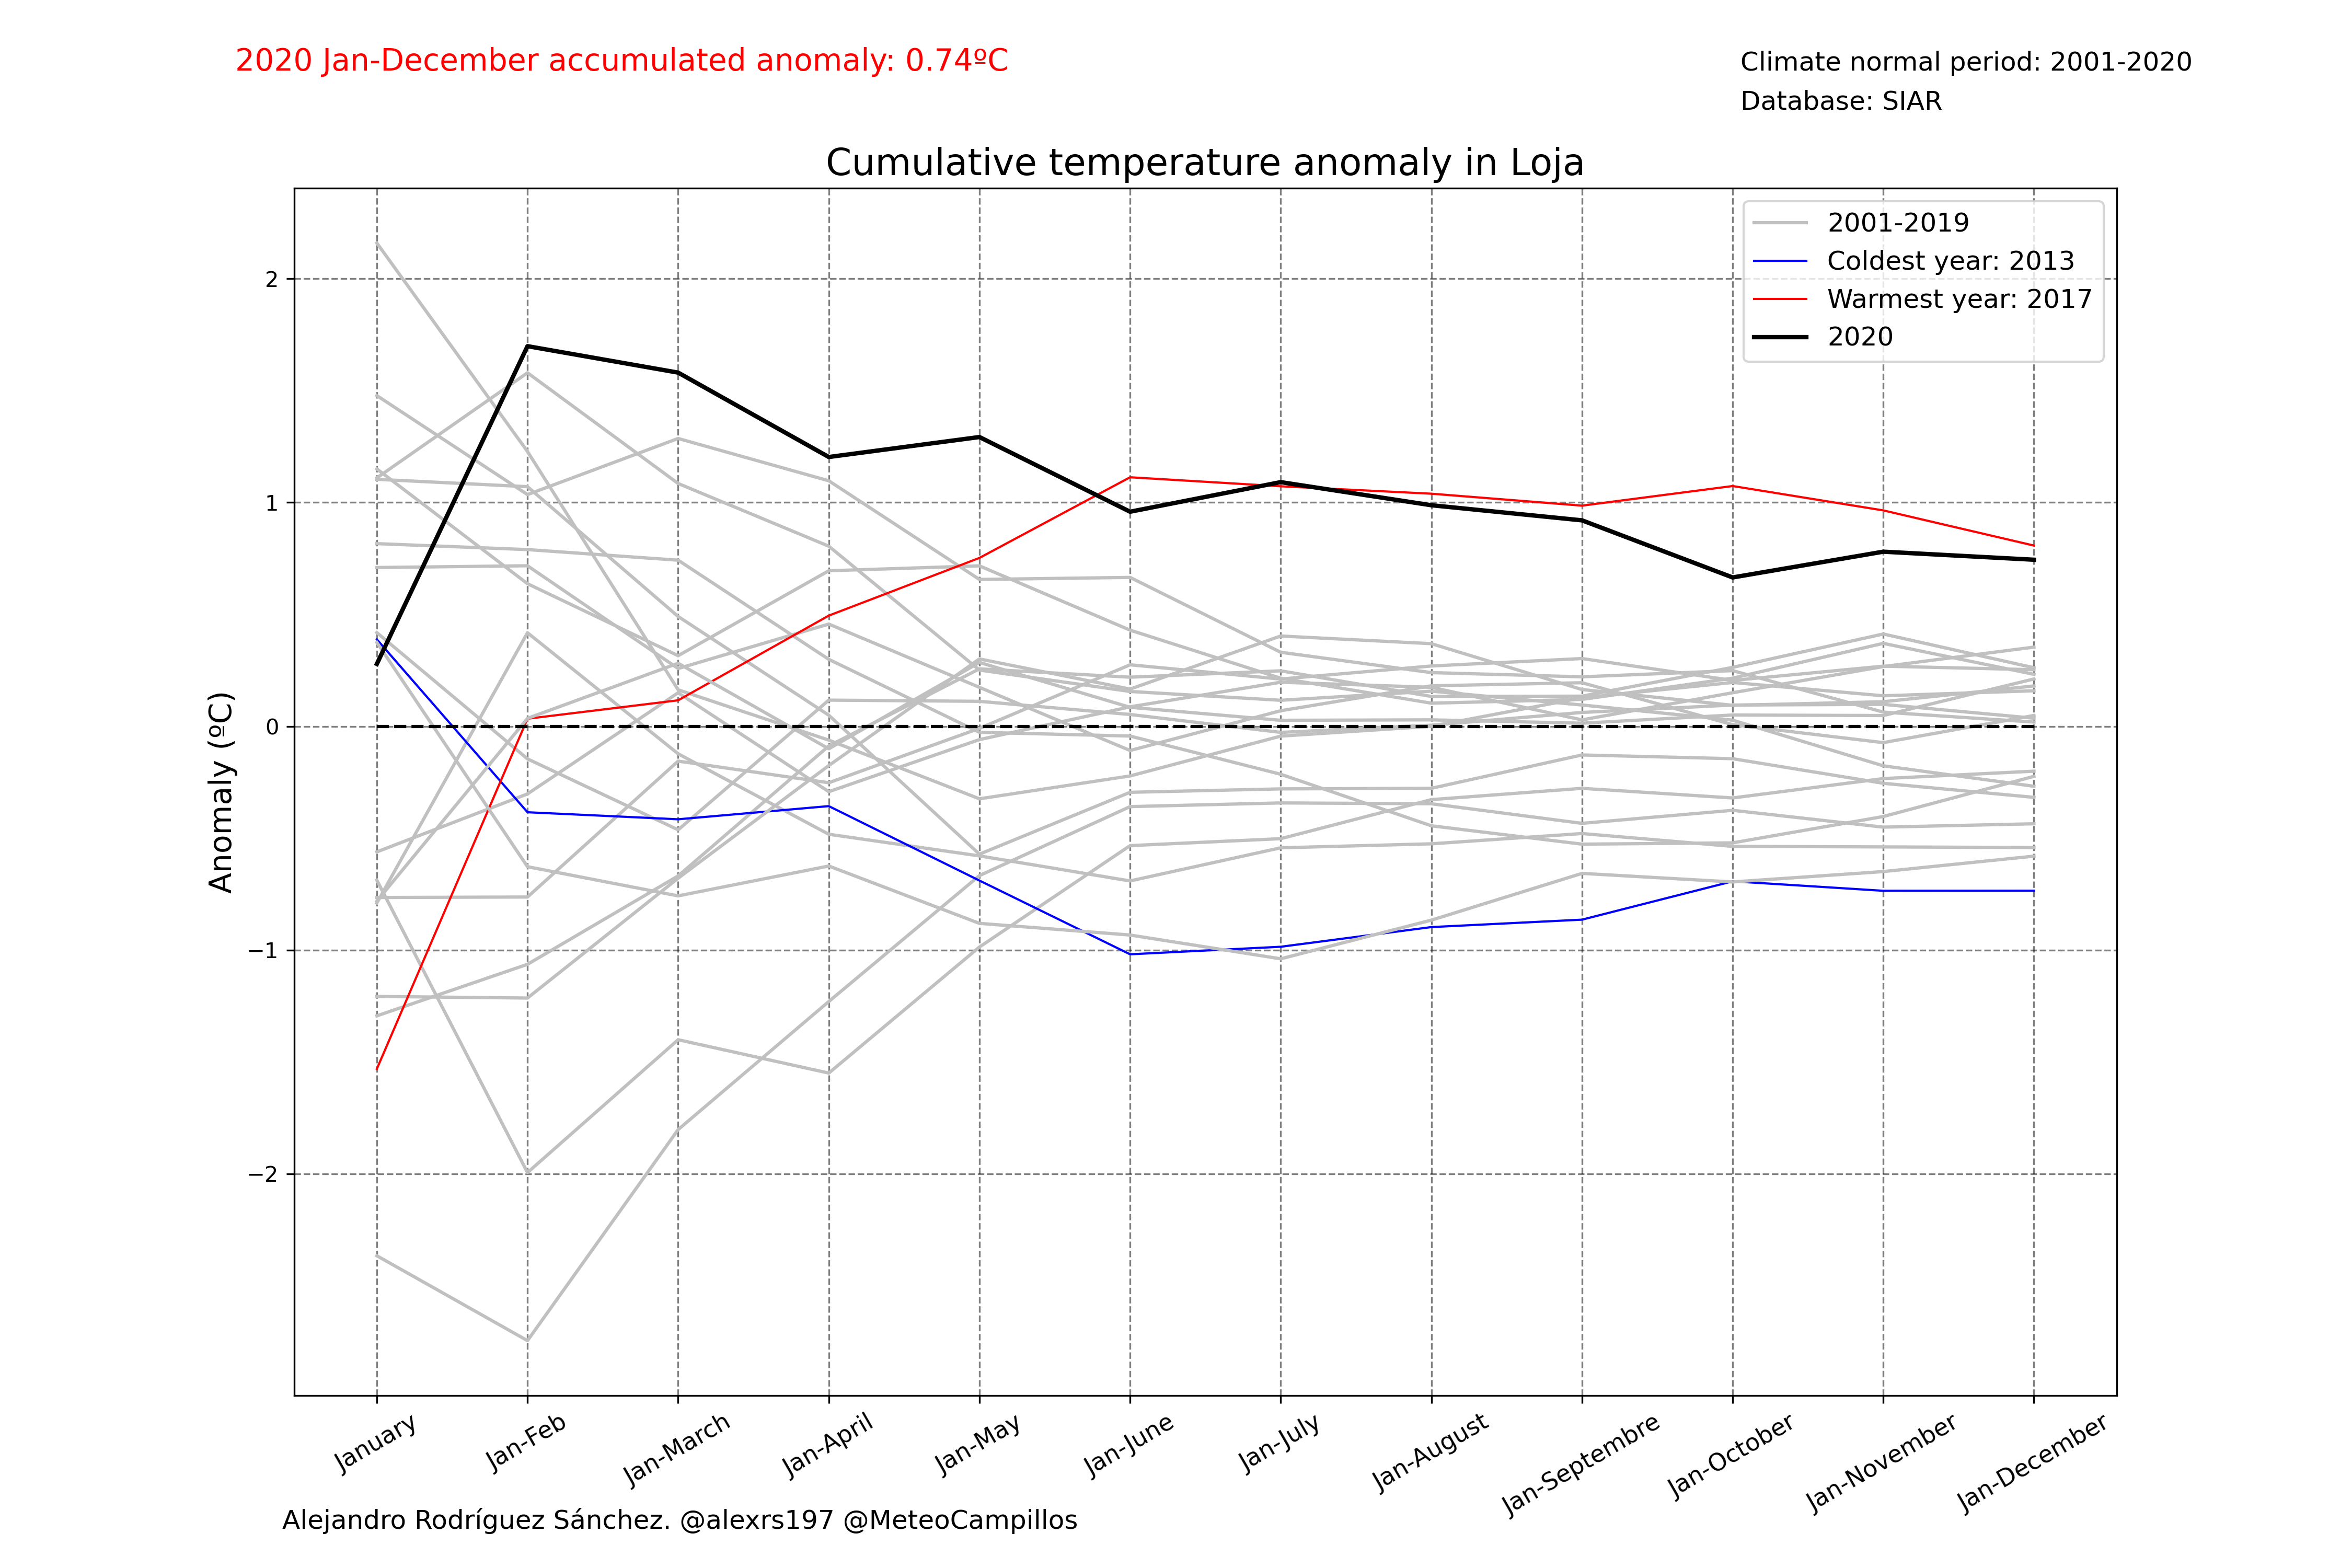 2020 Jan-December accumulated anomaly: 0.74ºC
Climate normal period: 2001-2020
Database: SIAR
Cumulative temperature anomaly in Loja
2001-2019
Coldest year: 2013
Warmest year: 2017
2020
Anomaly (ºC)
2
1
0
−1
−2
January
Jan-Feb
Jan-March
Jan-April
Jan-May
Jan-June
Jan-July
Jan-August
Jan-Septembre
Jan-October
Jan-November
Jan-December
Alejandro Rodríguez Sánchez. @alexrs197 @MeteoCampillos